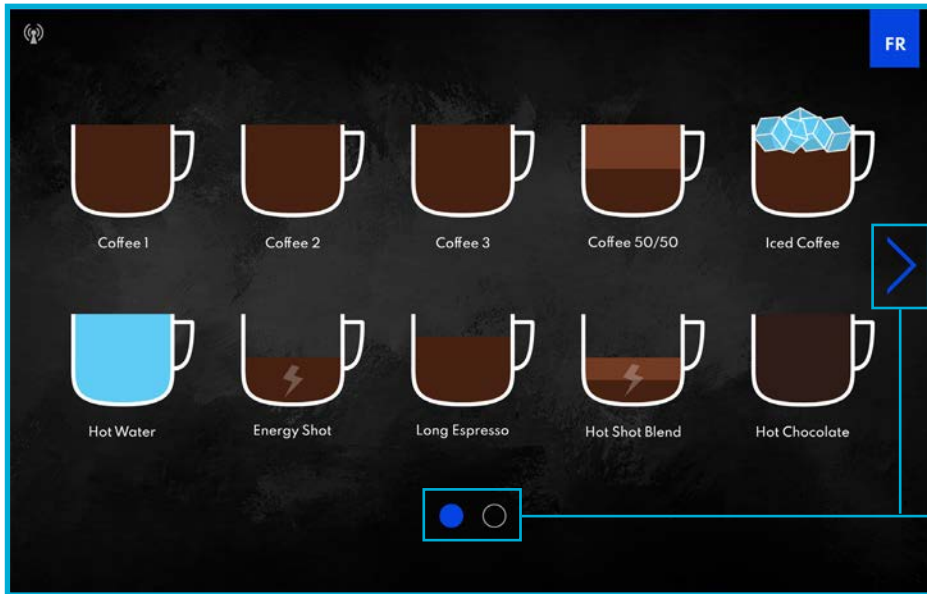 FR
Coffee 1
Coffee 2
Coffee 3
Coffee 50/50
Iced Coffee
Hot Water
Energy Shot
Long Espresso
Hot Shot Blend
Hot Chocolate